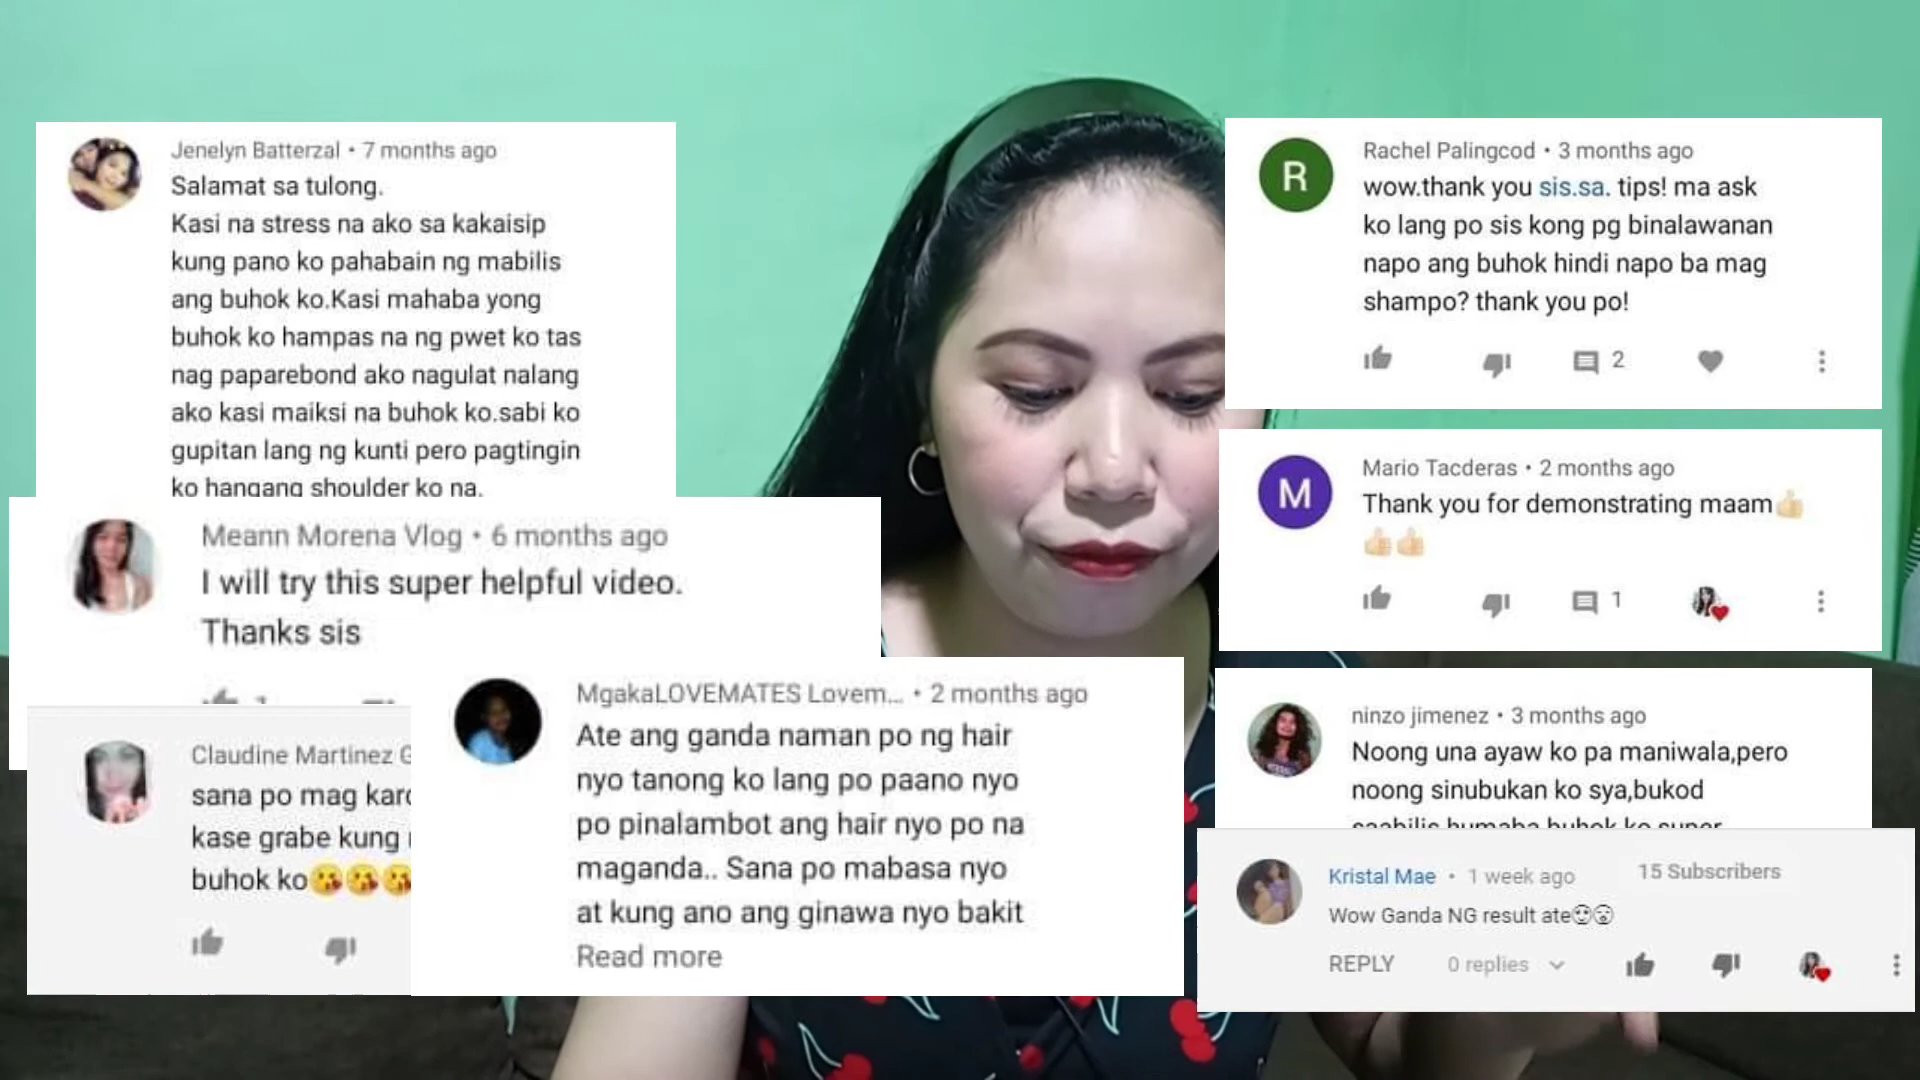 Jenelyn Batterzal • 7 months ago
Salamat sa tulong.
Kasi na stress na ako sa kakaisip
kung pano ko pahabain ng mabilis
ang buhok ko.Kasi mahaba yong
buhok ko hampas na ng pwet ko tas
nag paparebond ako nagulat nalang
ako kasi maiksi na buhok ko.sabi ko
gupitan lang ng kunti pero pagtingin
ko hangang shoulder ko na.
Meann Morena Vlog • 6 months ago
I will try this super helpful video.
Thanks sis
Claudine Martinez G
sana po mag
kase grabe kung
buhok ko😘😘😘
MgakaLOVEMATES Lovem... • 2 months ago
Ate ang ganda naman po ng hair
nyo tanong ko lang po paano nyo
po pinalambot ang hair nyo po na
maganda.. Sana po mabasa nyo
at kung ano ang ginawa nyo bakit
Read more
Rachel Palingcod • 3 months ago
wow.thank you sis.sa. tips! ma ask
ko lang po sis kong pg binalawanan
napo ang buhok hindi napo ba mag
shampo? thank you po!
2
Mario Tacderas • 2 months ago
Thank you for demonstrating maam👍🏻
👍🏻👍🏻
1
ninzo jimenez • 3 months ago
Noong una ayaw ko pa maniwala,pero
noong sinubukan ko sya,bukod
saabilis humaba buhok ko super
Kristal Mae • 1 week ago 15 Subscribers
Wow Ganda NG result ate
REPLY 0 replies
R
M